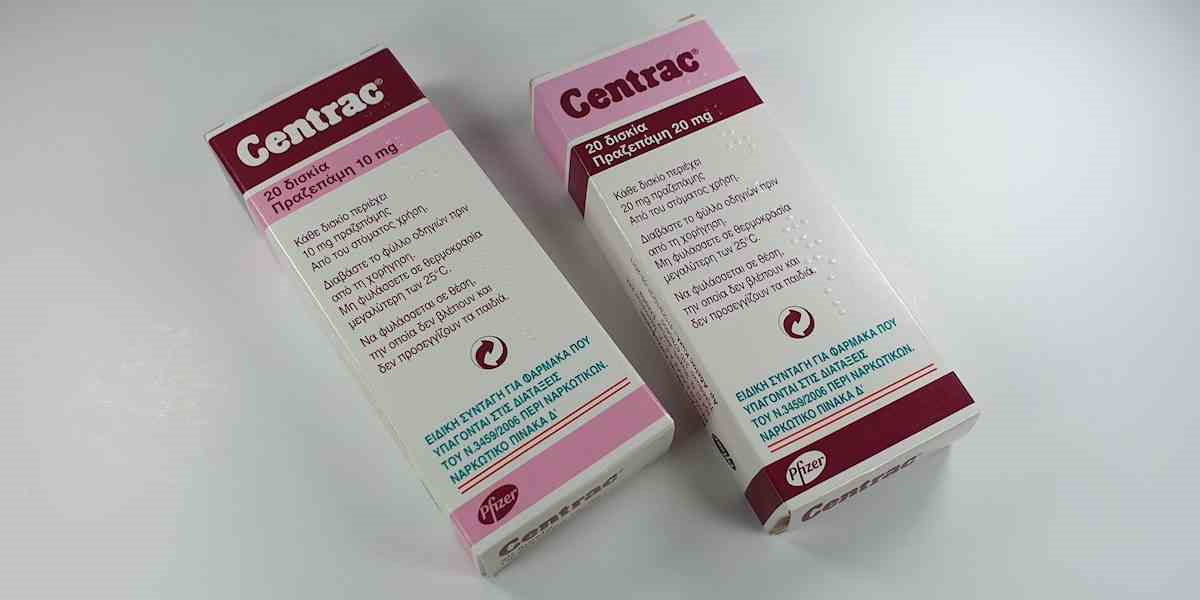 Centrac®
20 δισκία
Πραζεπάμη 10 mg
Κάθε δισκίο περιέχει
10 mg πραζεπάμης
Από του στόματος χρήση.
Διαβάστε το φύλλο οδηγιών πριν
από τη χορήγηση.
Μη φυλάσσετε σε θερμοκρασία
μεγαλύτερη των 25°C.
Να φυλάσσεται σε θέση,
την οποία δεν βλέπουν και
δεν προσεγγίζουν τα παιδιά.
ΕΙΔΙΚΗ ΣΥΝΤΑΓΗ ΓΙΑ ΦΑΡΜΑΚΑ ΠΟΥ
ΥΠΑΓΟΝΤΑΙ ΣΤΙΣ ΔΙΑΤΑΞΕΙΣ
ΤΟΥ Ν.3459/2006 ΠΕΡΙ ΝΑΡΚΩΤΙΚΩΝ.
ΝΑΡΚΩΤΙΚΟ ΠΙΝΑΚΑ Δ΄
Pfizer
Centrac®
Centrac®
20 δισκία
Πραζεπάμη 20 mg
Κάθε δισκίο περιέχει
20 mg πραζεπάμης
Από του στόματος χρήση.
Διαβάστε το φύλλο οδηγιών πριν
από τη χορήγηση.
Μη φυλάσσετε σε θερμοκρασία
μεγαλύτερη των 25°C.
Να φυλάσσεται σε θέση,
την οποία δεν βλέπουν και
δεν προσεγγίζουν τα παιδιά.
ΕΙΔΙΚΗ ΣΥΝΤΑΓΗ ΓΙΑ ΦΑΡΜΑΚΑ ΠΟΥ
ΥΠΑΓΟΝΤΑΙ ΣΤΙΣ ΔΙΑΤΑΞΕΙΣ
ΤΟΥ Ν.3459/2006 ΠΕΡΙ ΝΑΡΚΩΤΙΚΩΝ.
ΝΑΡΚΩΤΙΚΟ ΠΙΝΑΚΑ Δ΄
Pfizer
Centrac®